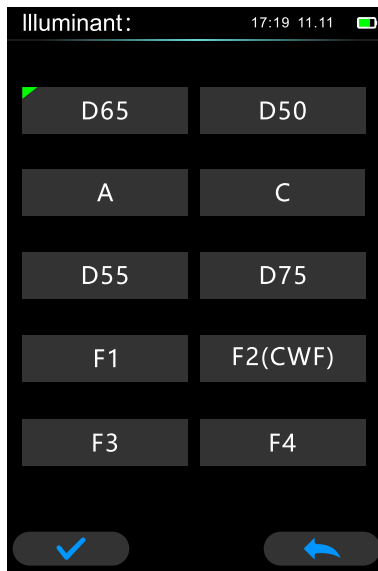 Illuminant: 17:19 11.11
D65 D50
A C
D55 D75
F1 F2(CWF)
F3 F4